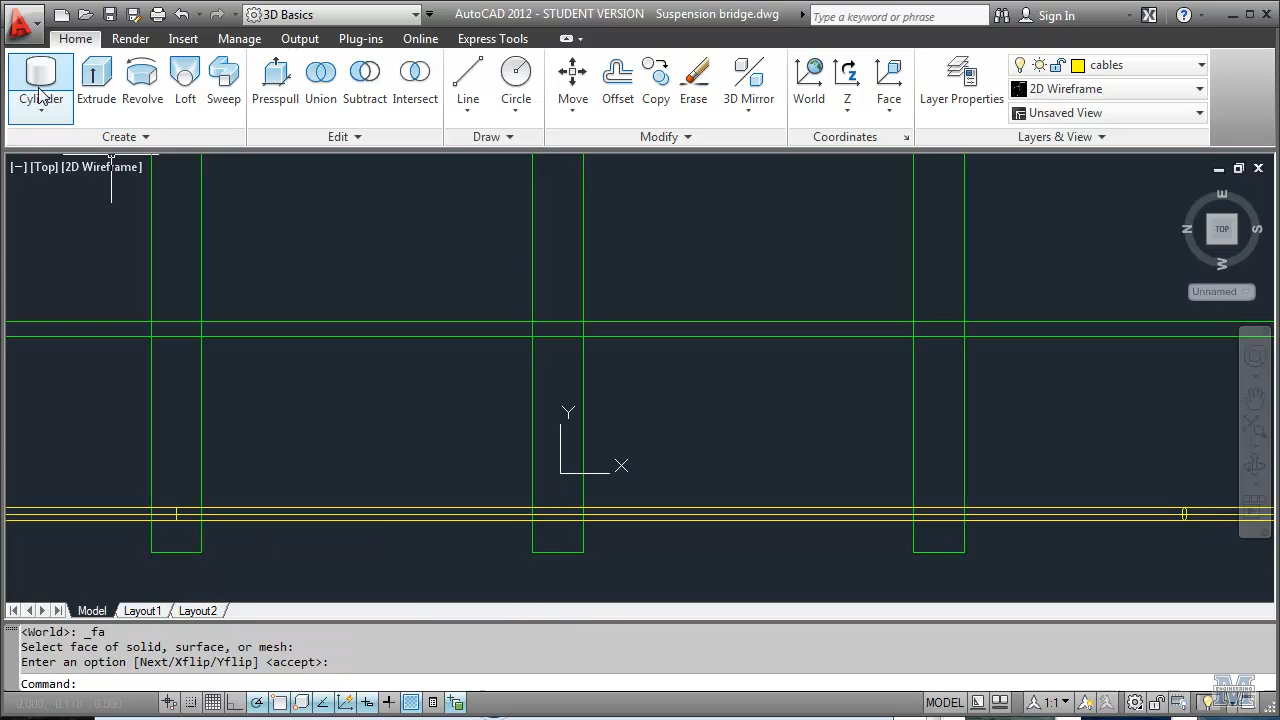 3D Basics
AutoCAD 2012 - STUDENT VERSION Suspension bridge.dwg
Type a keyword or phrase
Sign In
Home Render Insert Manage Output Plug-ins Online Express Tools
Cylinder Extrude Revolve Loft Sweep
Presspull Union Subtract Intersect
Line Circle
Move Offset Copy Erase 3D Mirror
World Z Face
Layer Properties
cables
2D Wireframe
Unsaved View
Create Edit Draw Modify Coordinates Layers & View
[−] [Top] [2D Wireframe]
E
N TOP S
W
Unnamed
Y
X
Model Layout1 Layout2
<World>: _fa
Select face of solid, surface, or mesh:
Enter an option [Next/Xflip/Yflip] <accept>:
Command:
MODEL 1:1
ENGINEERING